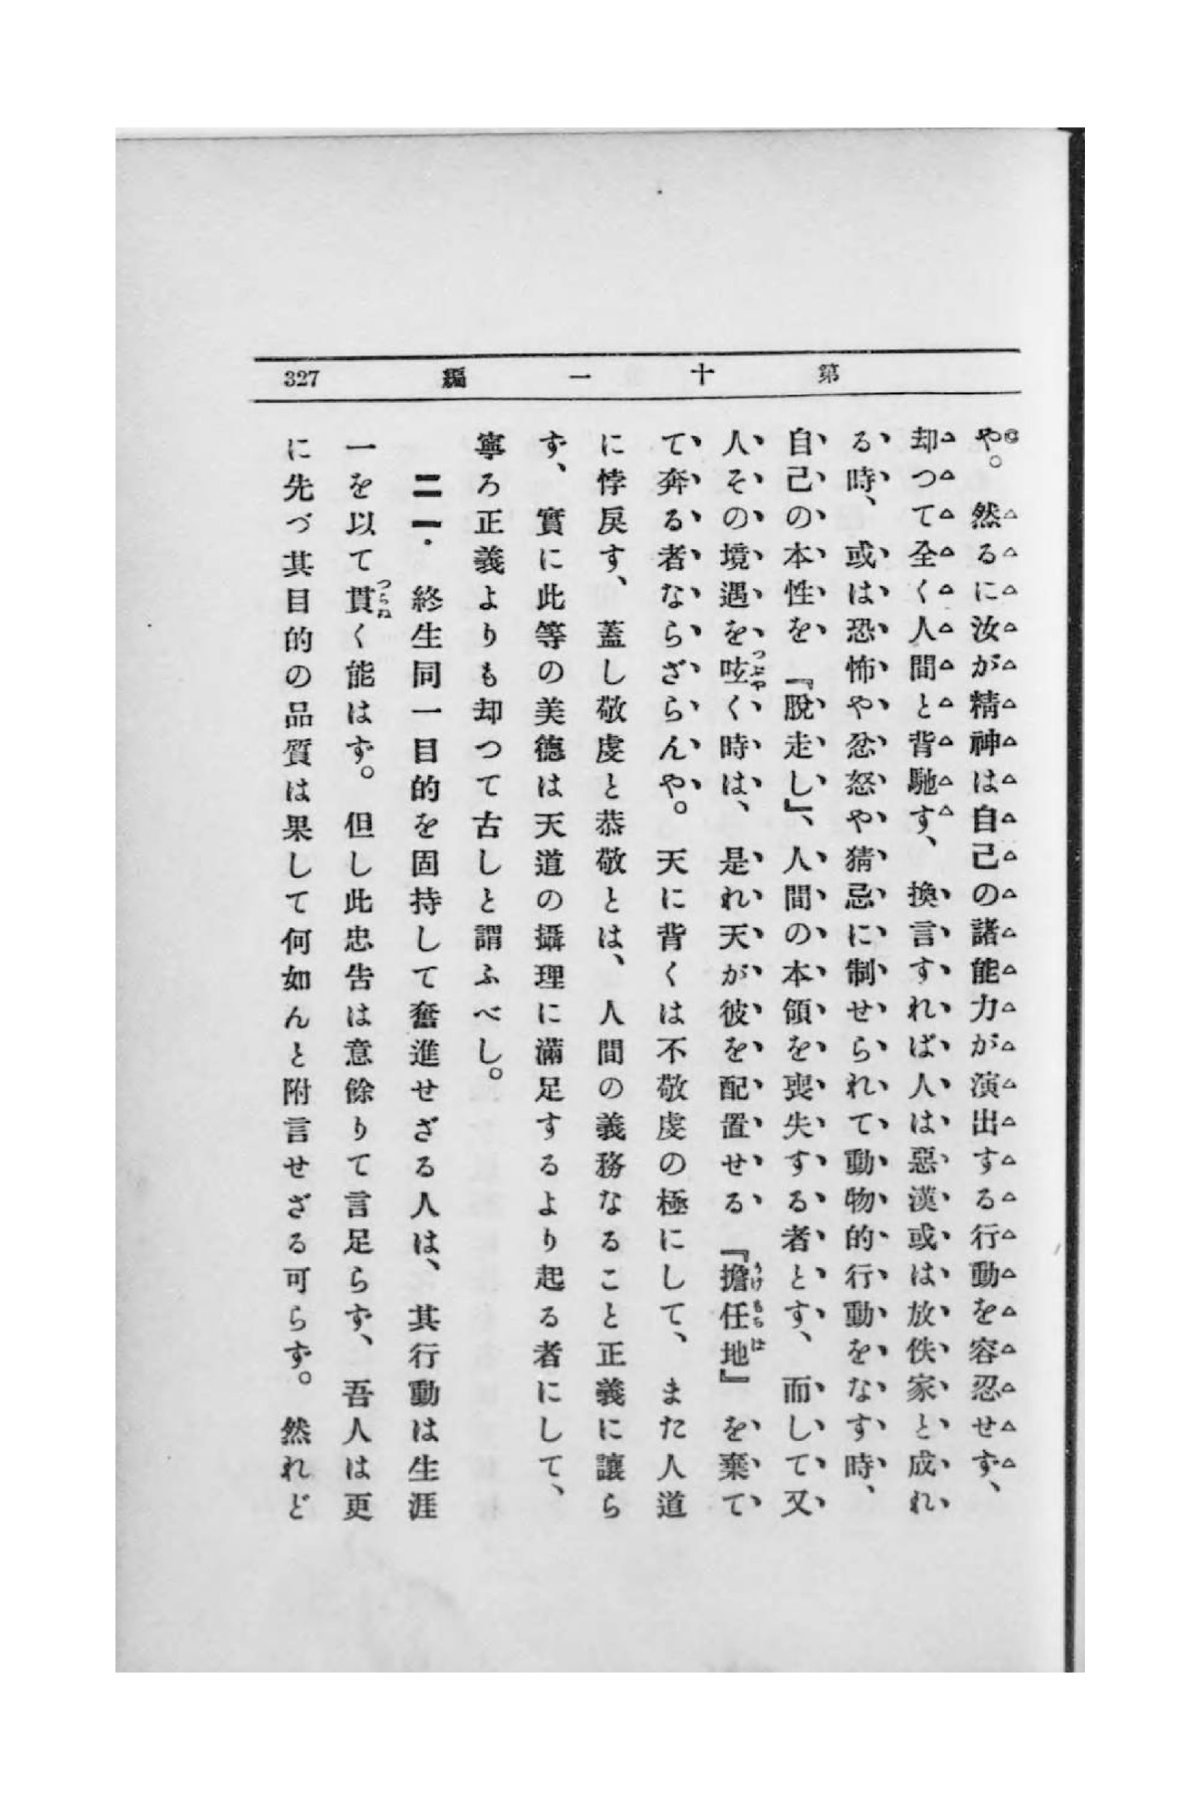 第十一編
327
や。然るに汝が精神は自己の諸能力が演出する行動を容忍せず、
却つて全く人間と背馳す、換言すれば人は惡漢或は放佚家と成れ
る時、或は恐怖や忿怒や猜忌に制せられて動物的行動をなす時、
自己の本性を『脫走し』、人間の本領を喪失する者とす、而して又
人その境遇を呟く時は、是れ天が彼を配置せる『擔任地』を棄て
て奔る者ならざらんや。天に背くは不敬虔の極にして、また人道
に悖戾す、蓋し敬虔と恭敬とは、人間の義務なること正義に讓ら
ず、實に此等の美德は天道の攝理に滿足するより起る者にして、
寧ろ正義よりも却つて古しと謂ふべし。
二一・終生同一目的を固持して奮進せざる人は、其行動は生涯
一を以て貫く能はず。但し此忠告は意餘りて言足らず、吾人は更
に先づ其目的の品質は果して何如んと附言せざる可らず。然れど